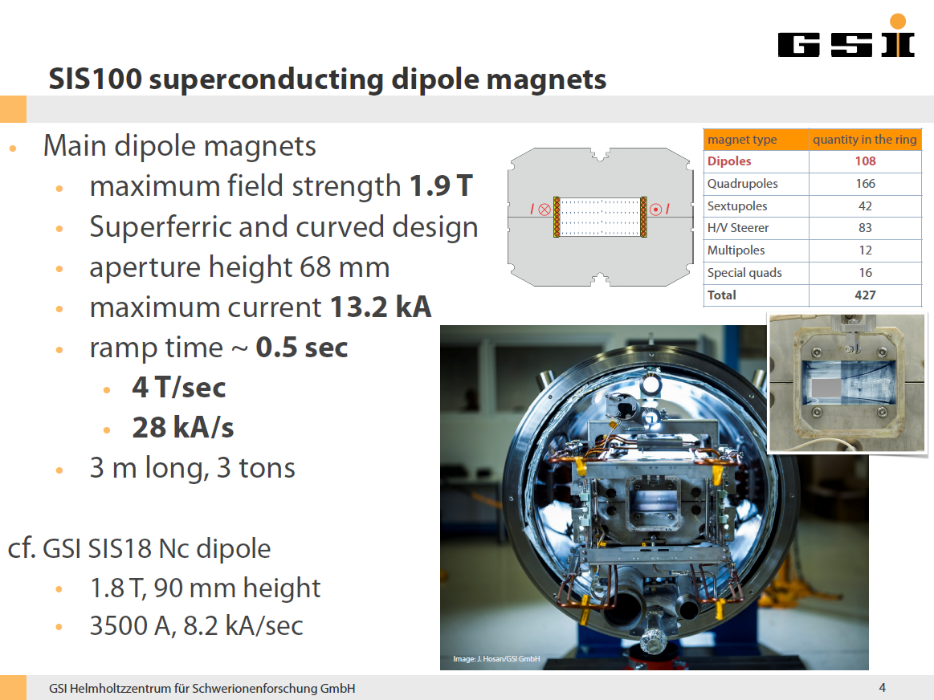 GSI
SIS100 superconducting dipole magnets
• Main dipole magnets
• maximum field strength 1.9 T
• Superferric and curved design
• aperture height 68 mm
• maximum current 13.2 kA
• ramp time ~ 0.5 sec
• 4 T/sec
• 28 kA/s
• 3 m long, 3 tons
cf. GSI SIS18 Nc dipole
• 1.8 T, 90 mm height
• 3500 A, 8.2 kA/sec
I ⊗ ⊙ I
magnet type quantity in the ring
Dipoles 108
Quadrupoles 166
Sextupoles 42
H/V Steerer 83
Multipoles 12
Special quads 16
Total 427
Image: J. Hosan/GSI GmbH
GSI Helmholtzzentrum für Schwerionenforschung GmbH 4